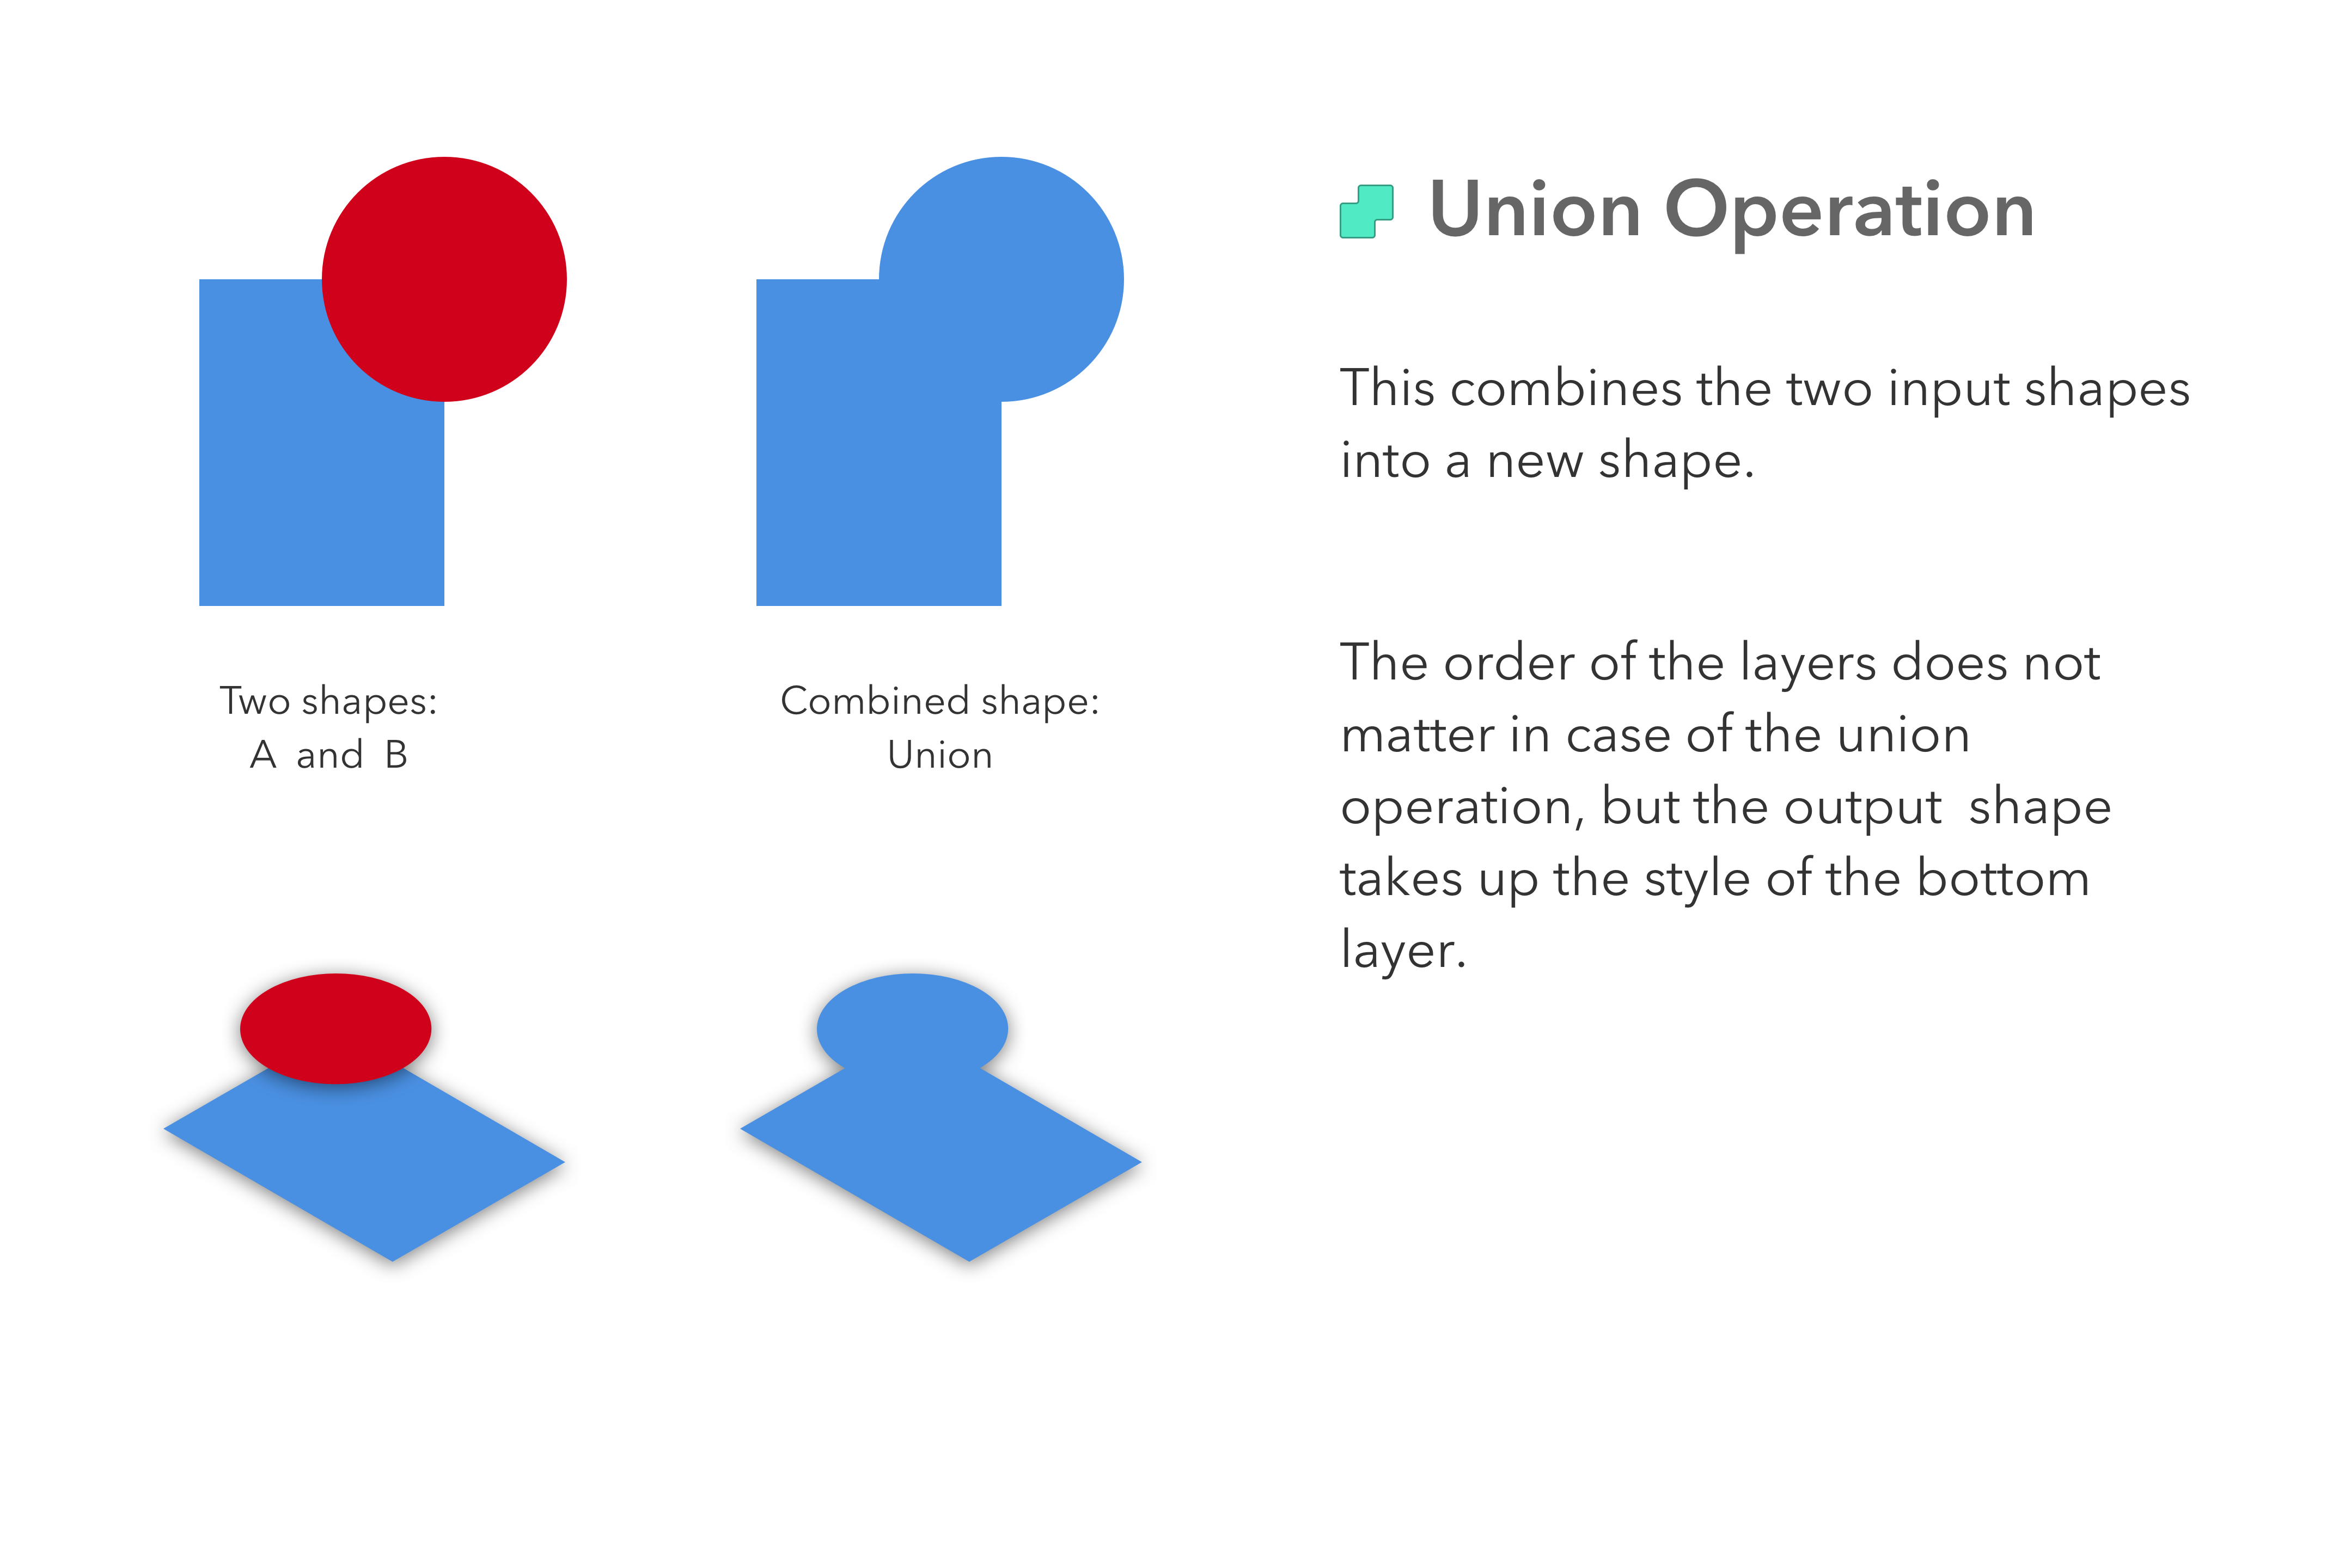 Union Operation
This combines the two input shapes
into a new shape.
The order of the layers does not
matter in case of the union
operation, but the output  shape
takes up the style of the bottom
layer.
Two shapes:
A  and  B
Combined shape:
Union